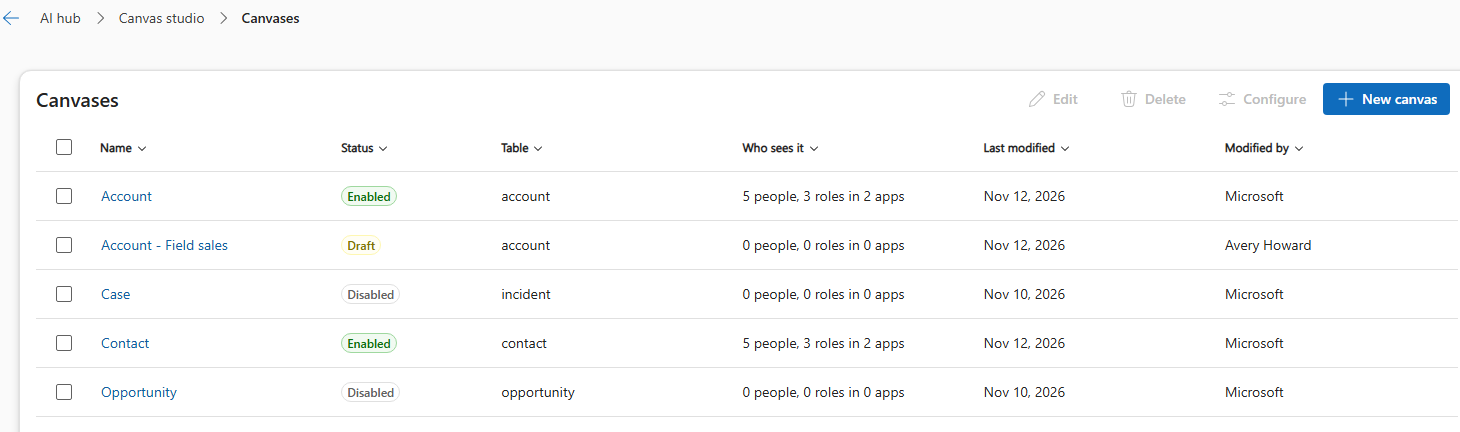 AI hub > Canvas studio > Canvases
Canvases Edit Delete Configure + New canvas
Name Status Table Who sees it Last modified Modified by
Account Enabled account 5 people, 3 roles in 2 apps Nov 12, 2026 Microsoft
Account - Field sales Draft account 0 people, 0 roles in 0 apps Nov 12, 2026 Avery Howard
Case Disabled incident 0 people, 0 roles in 0 apps Nov 10, 2026 Microsoft
Contact Enabled contact 5 people, 3 roles in 2 apps Nov 12, 2026 Microsoft
Opportunity Disabled opportunity 0 people, 0 roles in 0 apps Nov 10, 2026 Microsoft